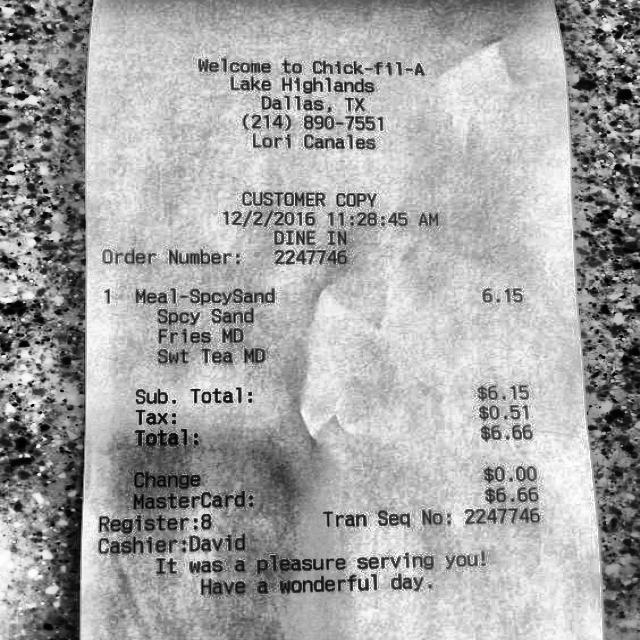 Welcome to Chick-fil-A
Lake Highlands
Dallas, TX
(214) 890-7551
Lori Canales
CUSTOMER COPY
12/2/2016 11:28:45 AM
DINE IN
Order Number: 2247746
1 Meal-SpcySand 6.15
Spcy Sand
Fries MD
Swt Tea MD
Sub. Total: $6.15
Tax: $0.51
Total: $6.66
Change $0.00
MasterCard: $6.66
Register:8 Tran Seq No: 2247746
Cashier:David
It was a pleasure serving you!
Have a wonderful day.